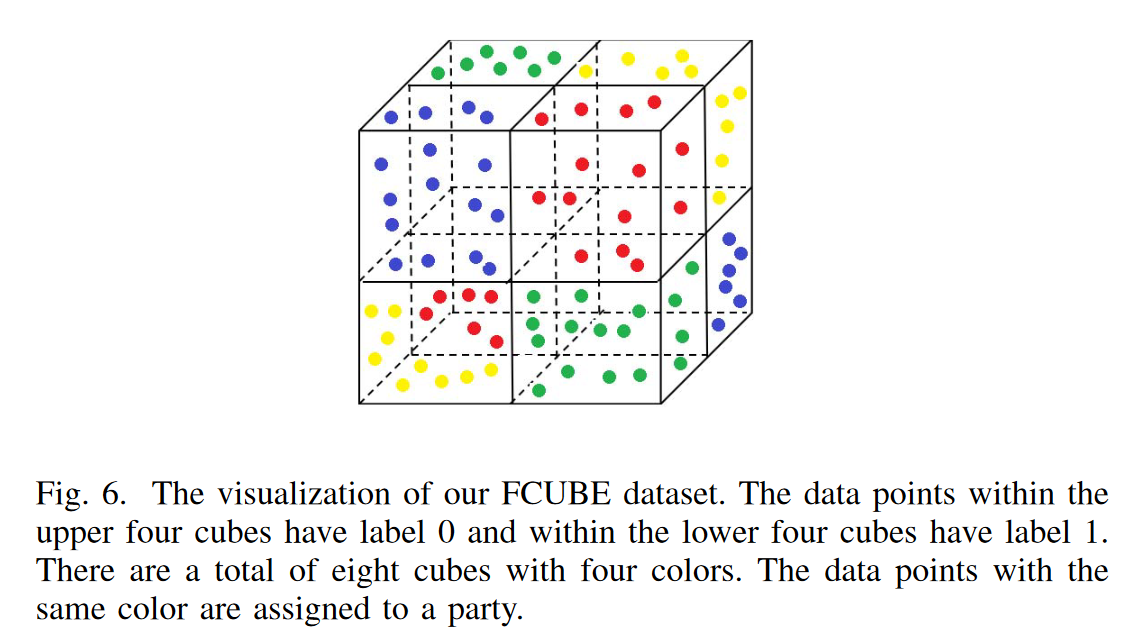 Fig. 6. The visualization of our FCUBE dataset. The data points within the
upper four cubes have label 0 and within the lower four cubes have label 1.
There are a total of eight cubes with four colors. The data points with the
same color are assigned to a party.